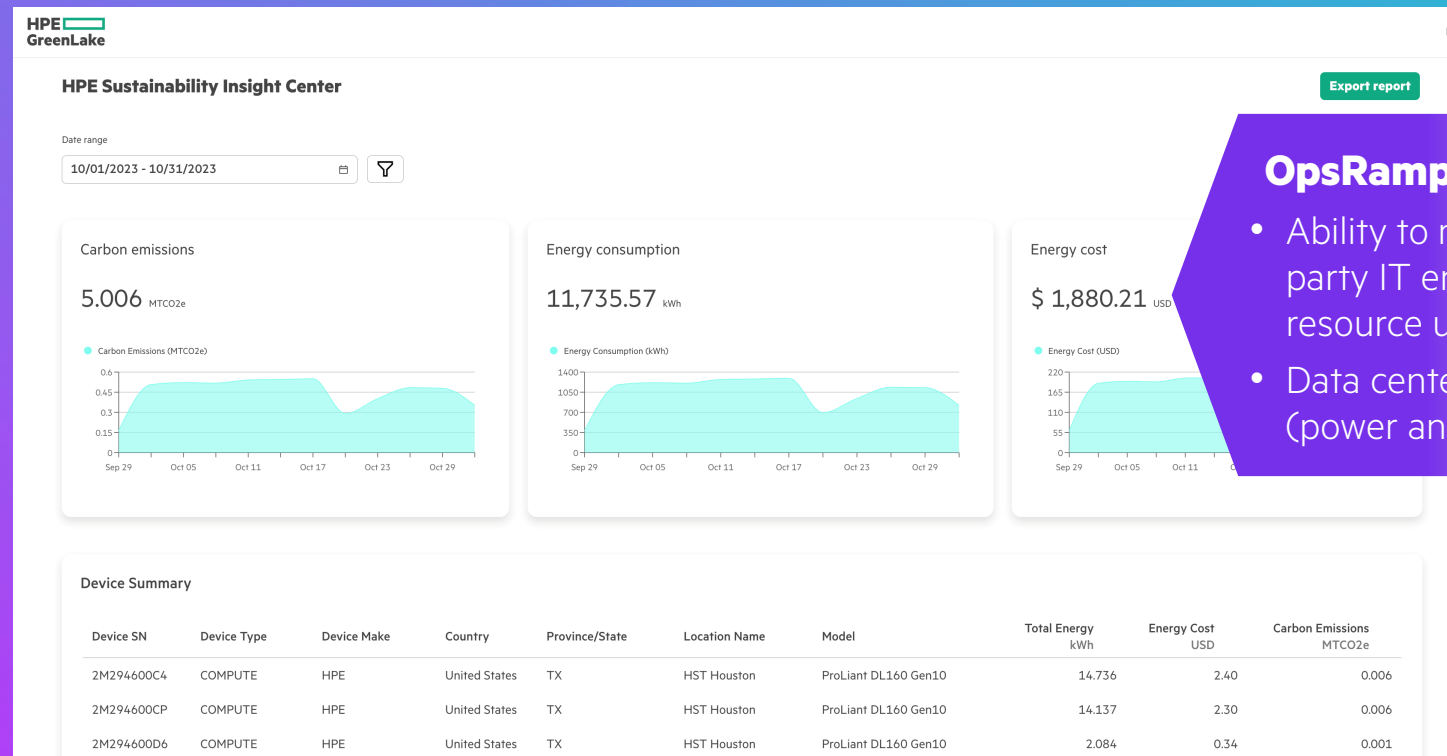 HPE
GreenLake
HPE Sustainability Insight Center
Export report
Date range
10/01/2023 - 10/31/2023
Carbon emissions
5.006 MTCO2e
Carbon Emissions (MTCO2e)
0.6
0.45
0.3
0.15
0
Sep 29 Oct 05 Oct 11 Oct 17 Oct 23 Oct 29
Energy consumption
11,735.57 kWh
Energy Consumption (kWh)
1400
1050
700
350
0
Sep 29 Oct 05 Oct 11 Oct 17 Oct 23 Oct 29
Energy cost
$ 1,880.21 USD
Energy Cost (USD)
220
165
110
55
0
Sep 29 Oct 05 Oct 11
OpsRamp
• Ability to
party IT
resource
• Data
(power
Device Summary
Device SN Device Type Device Make Country Province/State Location Name Model Total Energy kWh Energy Cost USD Carbon Emissions MTCO2e
2M294600C4 COMPUTE HPE United States TX HST Houston ProLiant DL160 Gen10 14.736 2.40 0.006
2M294600CP COMPUTE HPE United States TX HST Houston ProLiant DL160 Gen10 14.137 2.30 0.006
2M294600D6 COMPUTE HPE United States TX HST Houston ProLiant DL160 Gen10 2.084 0.34 0.001